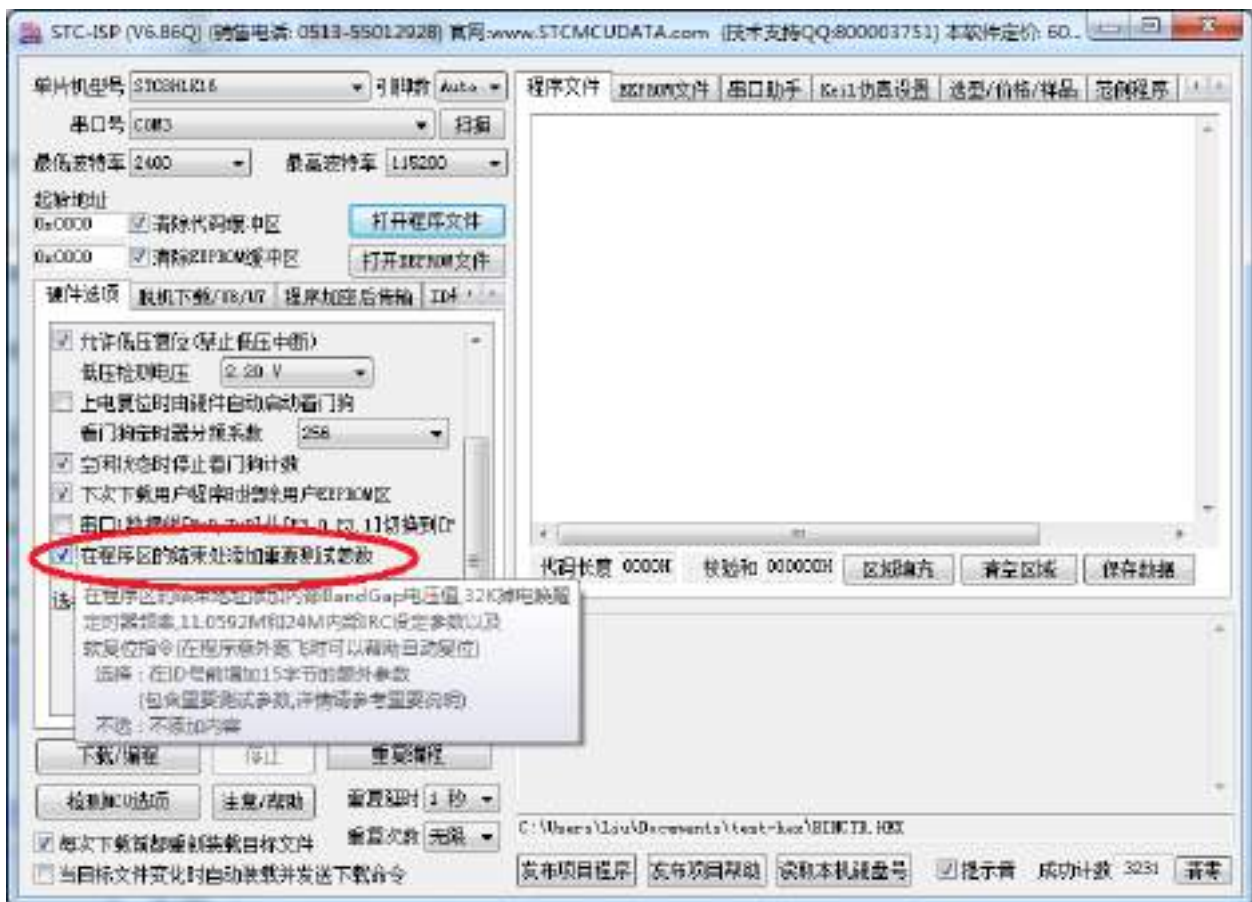 STC-ISP (V6.86Q) (销售电话: 0513-55012928) 官网:www.STCMCUDATA.com (技术支持QQ:800003751) 本软件定价: 60...
单片机型号 STC8H1K16 引脚数 Auto
串口号 COM3 扫描
最低波特率 2400 最高波特率 115200
起始地址
0x0000 清除代码缓冲区 打开程序文件
0x0000 清除EEPROM缓冲区 打开EEPROM文件
硬件选项 脱机下载/U8/U7 程序加密后传输
程序文件 EEPROM文件 串口助手 Keil仿真设置 选型/价格/样品 范例程序
允许低压复位(禁止低压中断)
低压检测电压 2.20 V
上电复位时由硬件自动启动看门狗
看门狗定时器分频系数 256
空闲状态时停止看门狗计数
下次下载用户程序时擦除用户EEPROM区
在程序区的结束处添加重要测试参数
在程序区的结束地址添加内部BandGap电压值,32K掉电唤醒
定时器频率,11.0592M和24M内部IRC设定参数以及
软复位指令(在程序意外跑飞时可以帮助自动复位)
选择:在ID号前增加15字节的额外参数
(包含重要测试参数,详情请参考重要说明)
不选:不添加内容
代码长度 0000H 校验和 000000H 区域填充 清空区域 保存数据
下载/编程 停止 重复编程
检测MCU选项 注意/帮助 重复延时 1 秒
每次下载前都重新装载目标文件 重复次数 无限
当目标文件变化时自动装载并发送下载命令
C:\Users\Liu\Documents\test-hex\
发布项目程序 发布项目帮助 读取本机硬盘号 提示音 成功计数 3231 清零